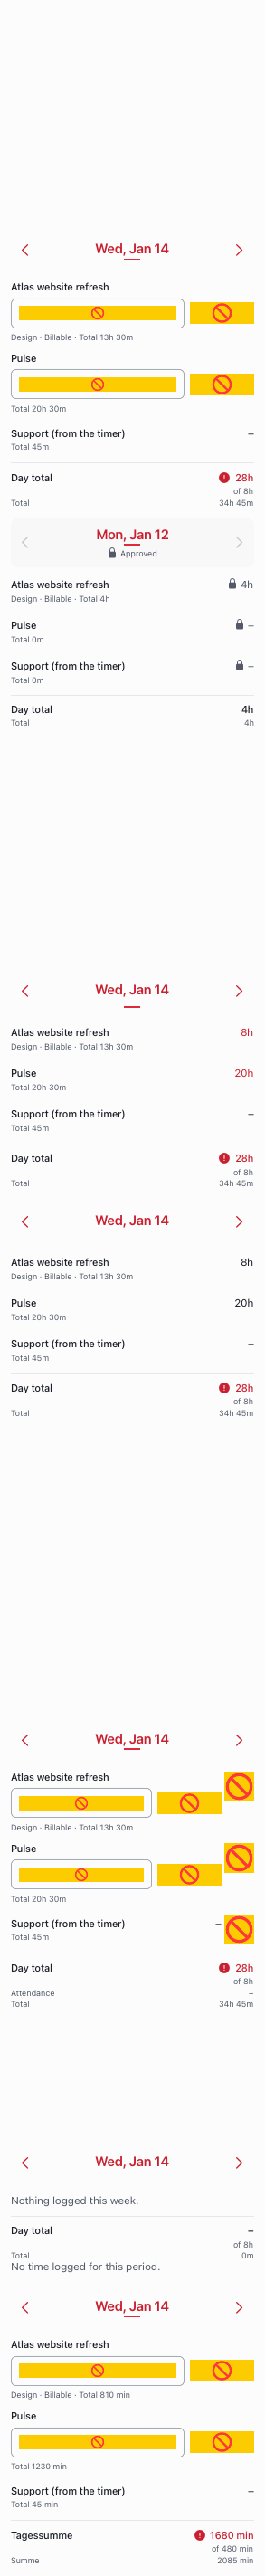 Wed, Jan 14
Atlas website refresh
Design · Billable · Total 13h 30m
Pulse
Total 20h 30m
Support (from the timer) –
Total 45m
Day total ! 28h
of 8h
Total 34h 45m
Mon, Jan 12
Approved
Atlas website refresh 4h
Design · Billable · Total 4h
Pulse –
Total 0m
Support (from the timer) –
Total 0m
Day total 4h
Total 4h
Wed, Jan 14
Atlas website refresh 8h
Design · Billable · Total 13h 30m
Pulse 20h
Total 20h 30m
Support (from the timer) –
Total 45m
Day total ! 28h
of 8h
Total 34h 45m
Wed, Jan 14
Atlas website refresh 8h
Design · Billable · Total 13h 30m
Pulse 20h
Total 20h 30m
Support (from the timer) –
Total 45m
Day total ! 28h
of 8h
Total 34h 45m
Wed, Jan 14
Atlas website refresh
Design · Billable · Total 13h 30m
Pulse
Total 20h 30m
Support (from the timer) –
Total 45m
Day total ! 28h
of 8h
Attendance –
Total 34h 45m
Wed, Jan 14
Nothing logged this week.
Day total –
of 8h
Total 0m
No time logged for this period.
Wed, Jan 14
Atlas website refresh
Design · Billable · Total 810 min
Pulse
Total 1230 min
Support (from the timer) –
Total 45 min
Tagessumme ! 1680 min
of 480 min
Summe 2085 min